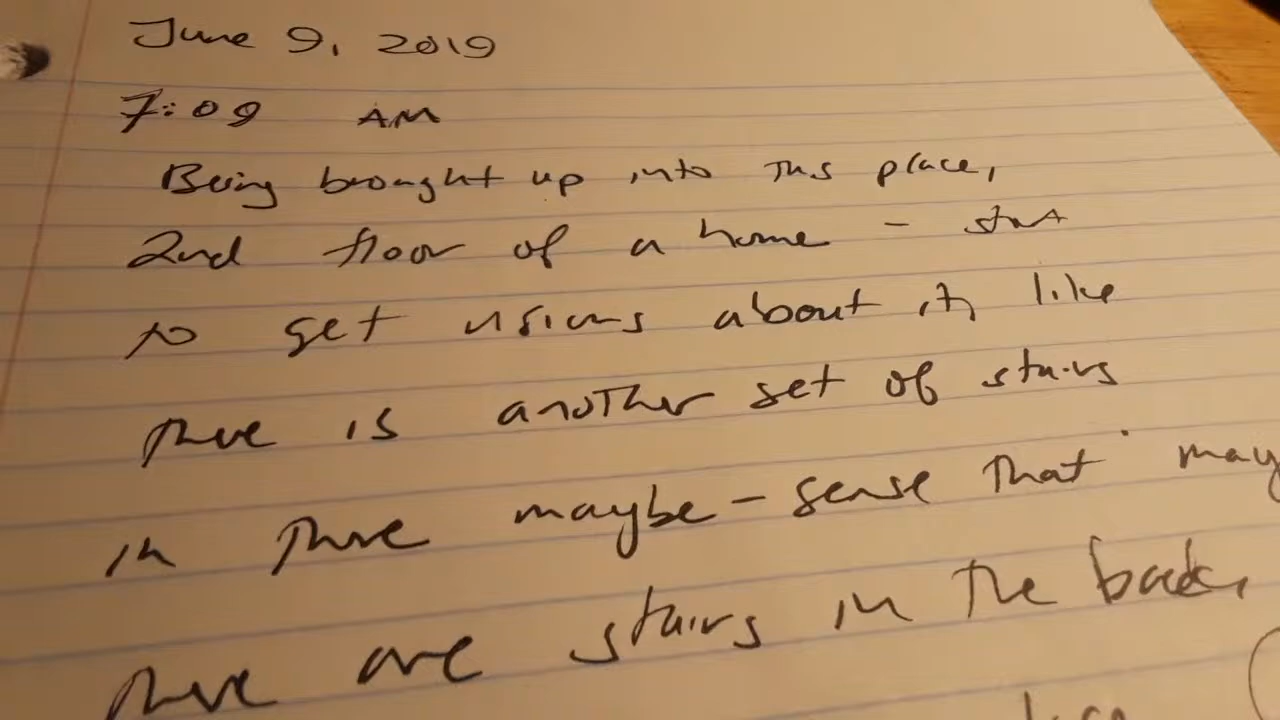 June 9, 2019
7:09 AM
Being brought up into this place,
2nd floor of a home - start
to get visions about it, like
there is another set of stairs
in there maybe - sense that may
there are stairs in the back,